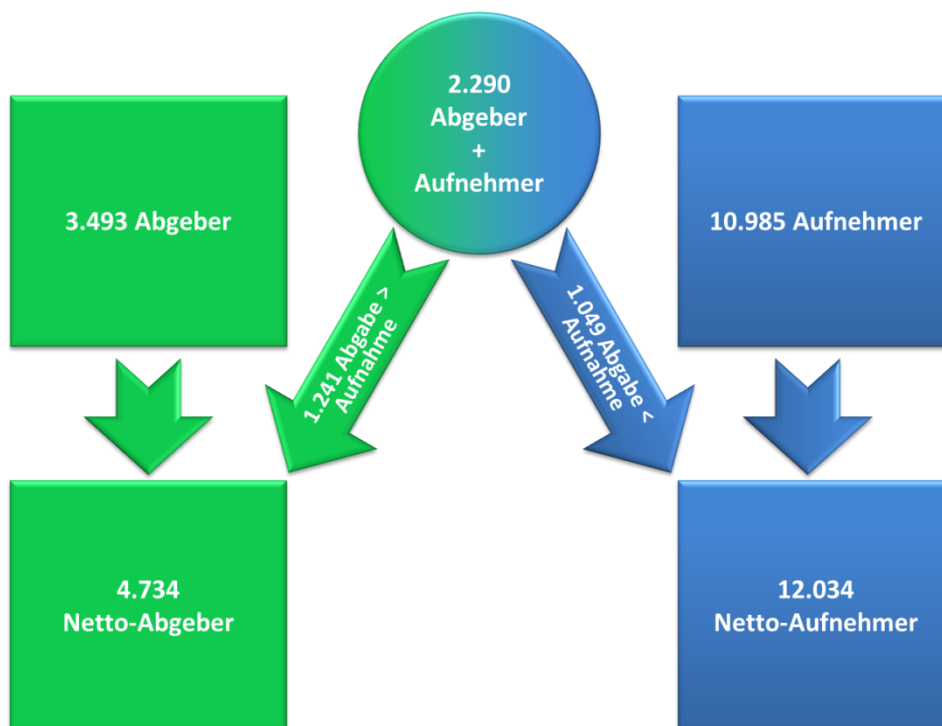 2.290
Abgeber
+
Aufnehmer
3.493 Abgeber
10.985 Aufnehmer
1.241 Abgabe >
Aufnahme
1.049 Abgabe <
Aufnahme
4.734
Netto-Abgeber
12.034
Netto-Aufnehmer